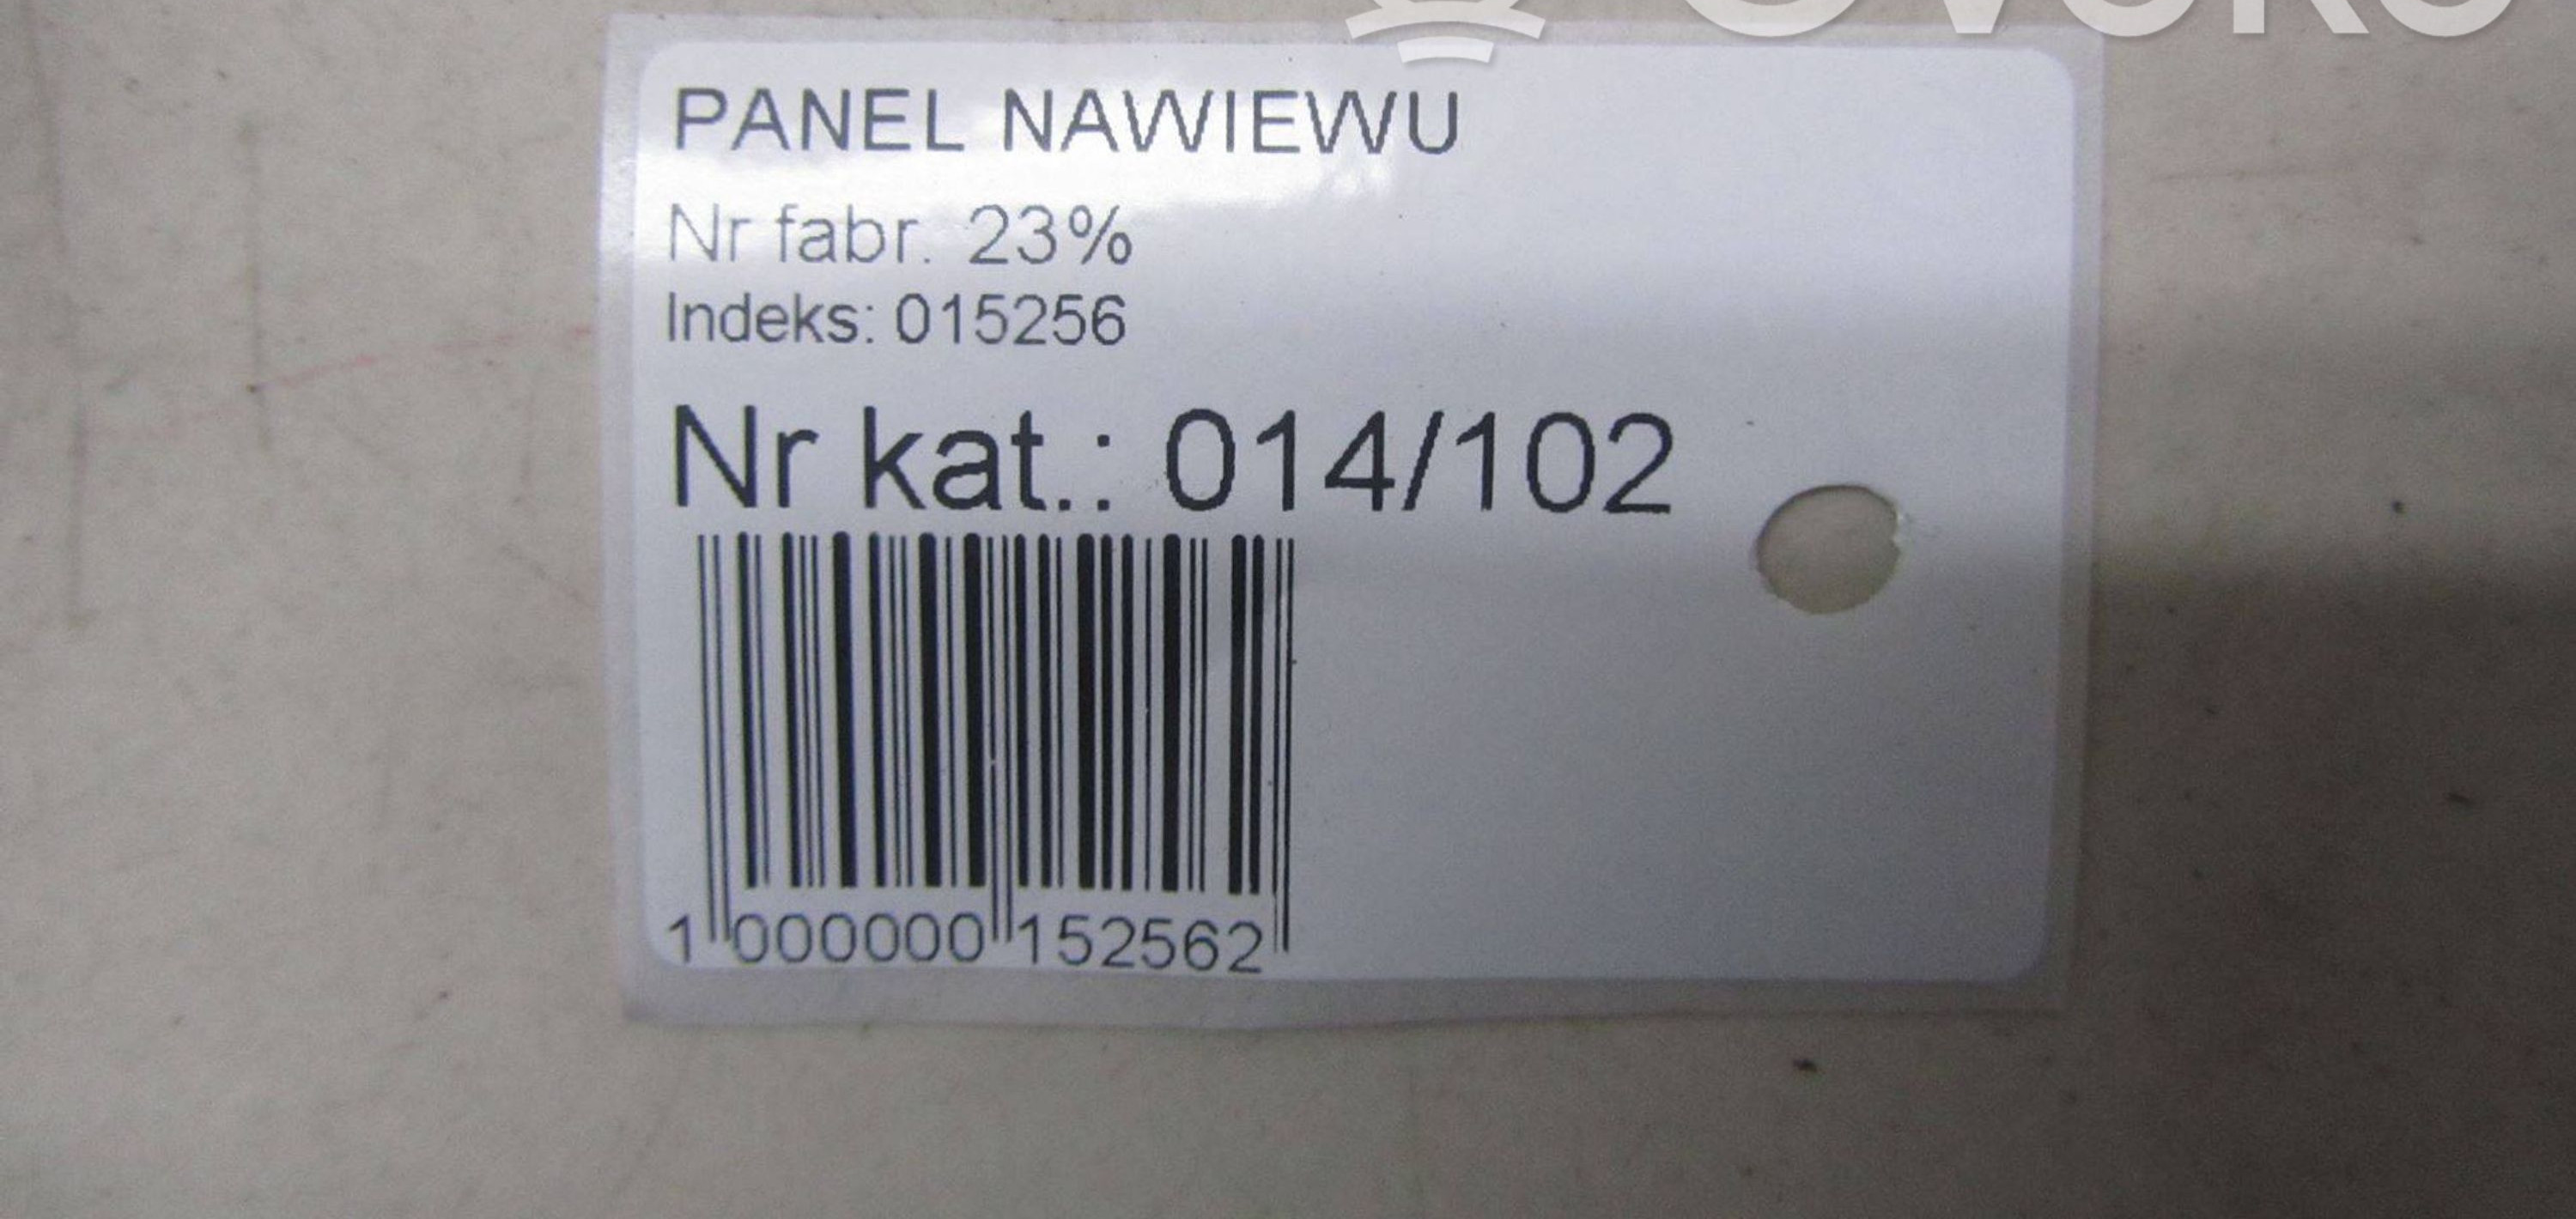 PANEL NAWIEWU
Nr fabr. 23%
Indeks: 015256
Nr kat.: 014/102
1 000000 152562